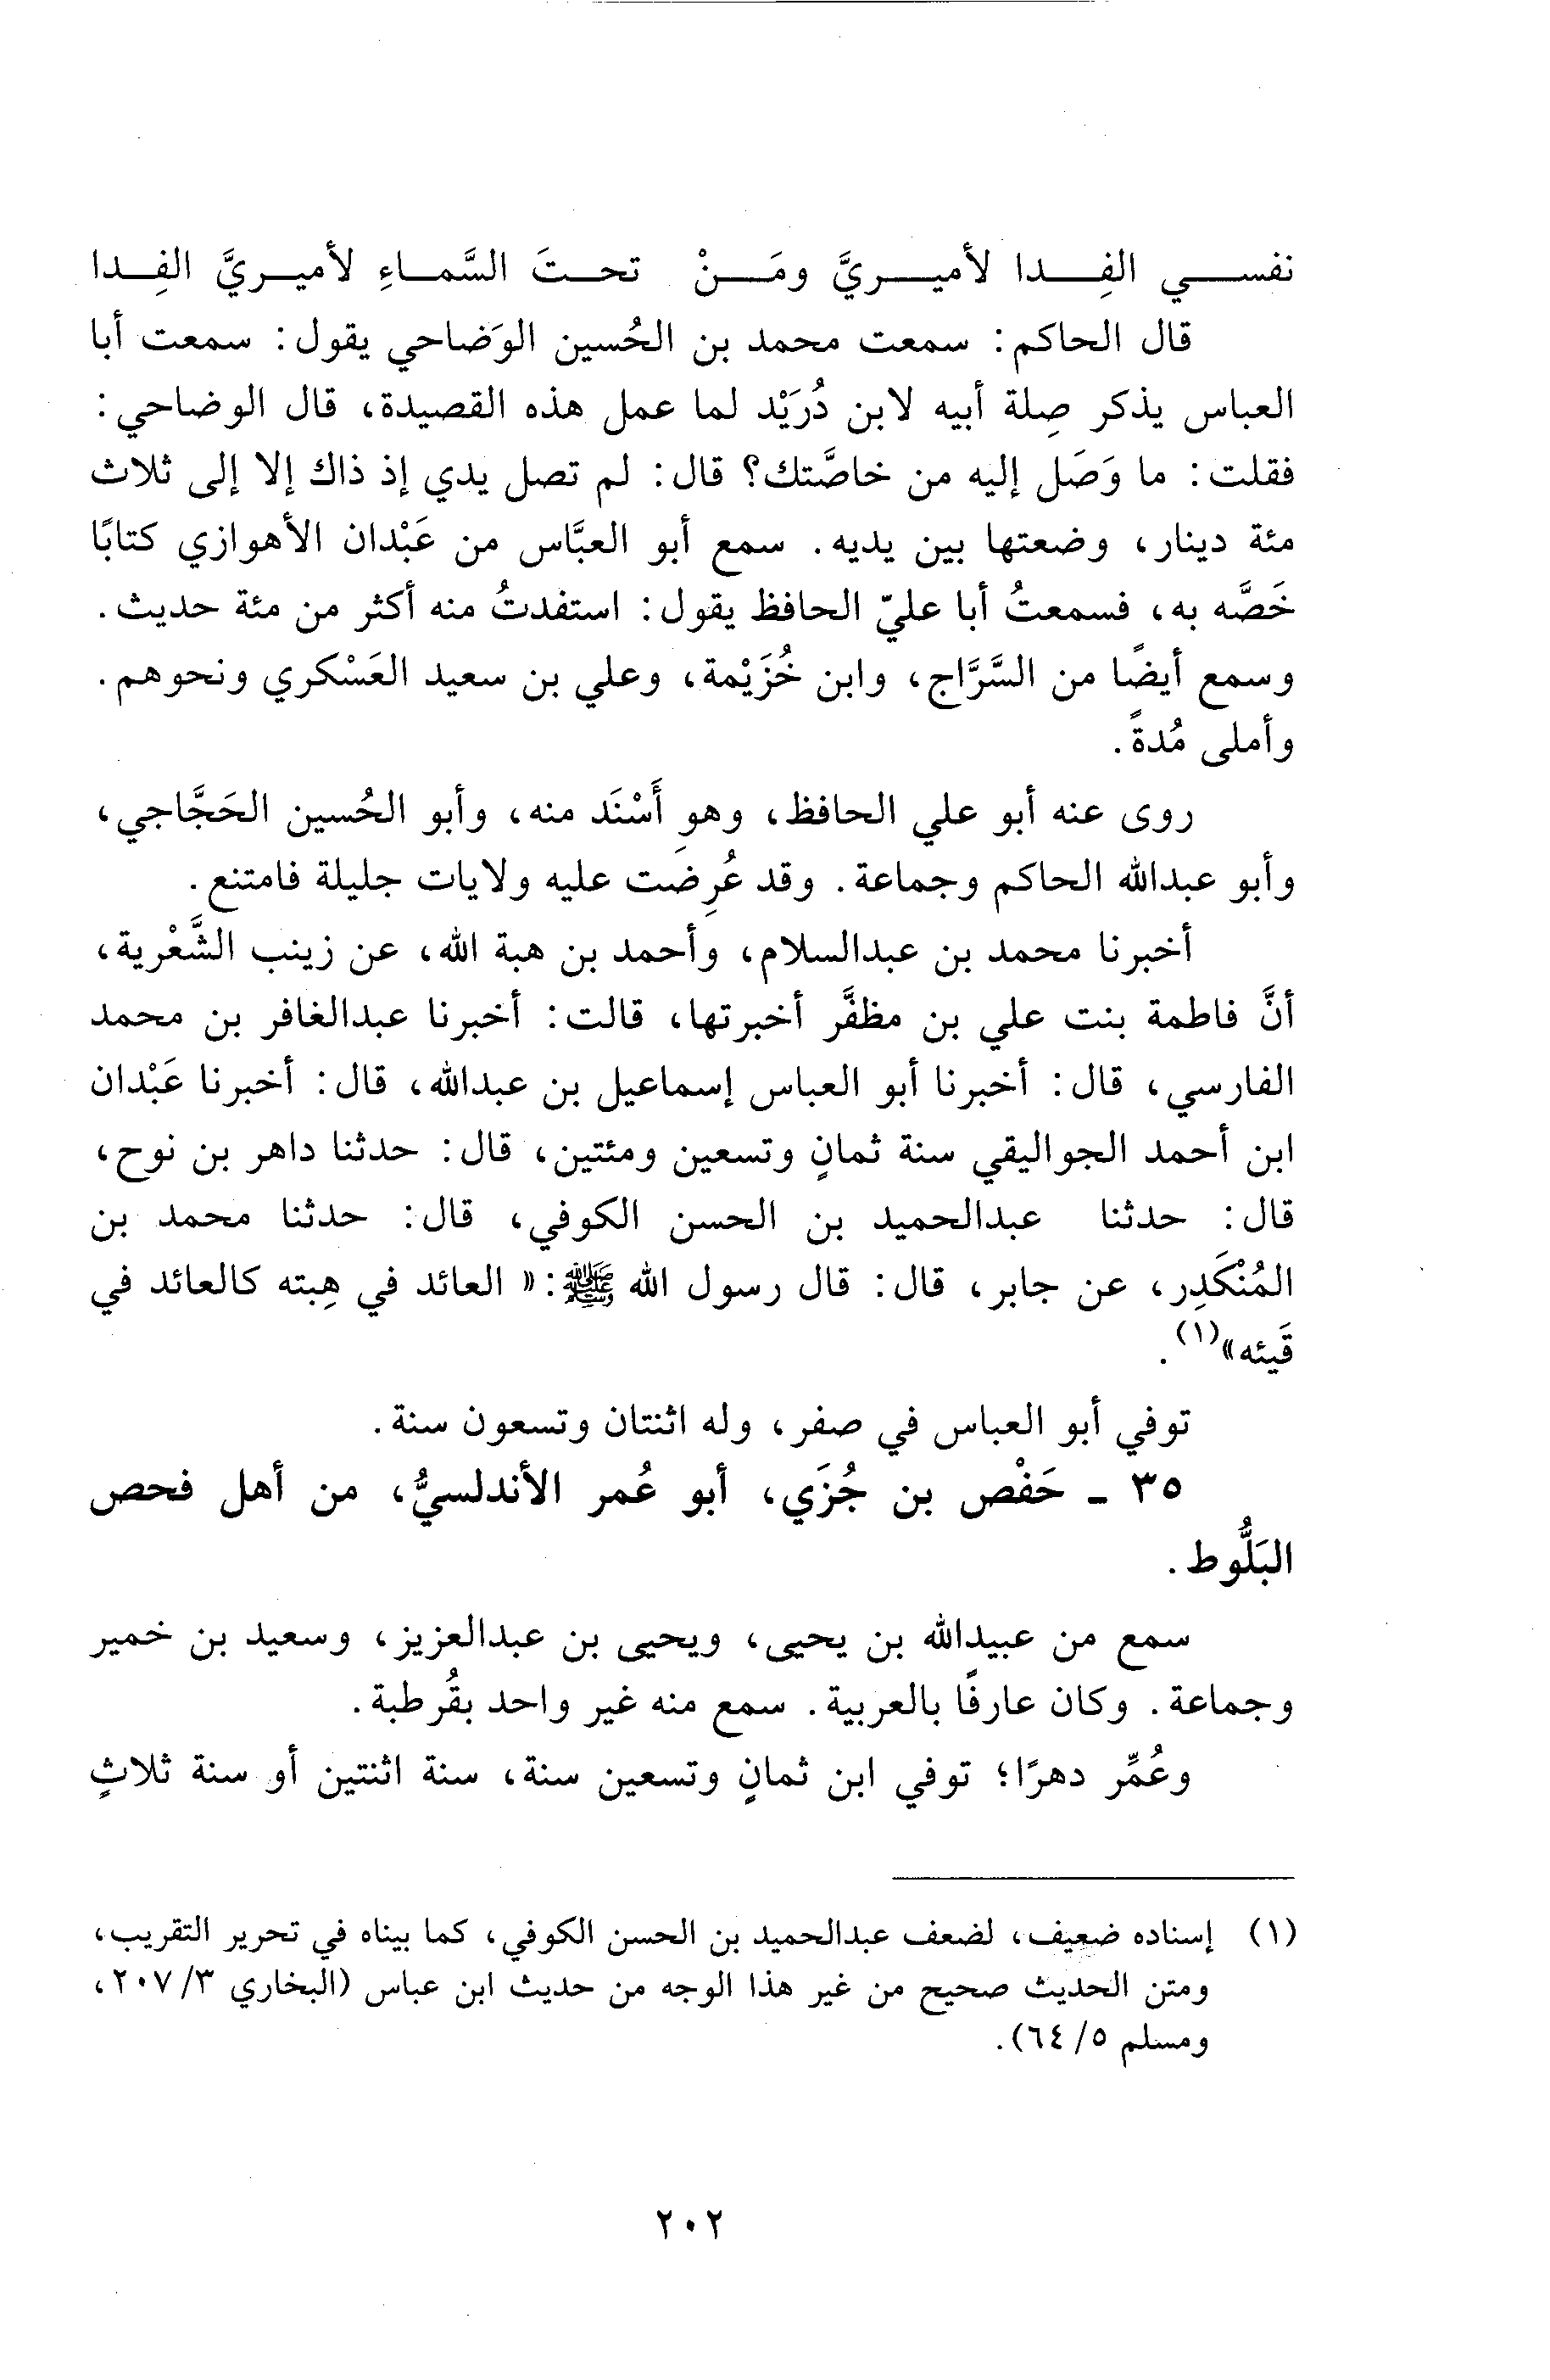 نفسي الفِدا لأميريَّ ومَنْ تحتَ السَّماءِ لأميريَّ الفِدا
قال الحاكم: سمعت محمد بن الحُسين الوَضاحي يقول: سمعت أبا
العباس يذكر صِلة أبيه لابن دُرَيْد لما عمل هذه القصيدة، قال الوضاحي:
فقلت: ما وَصَل إليه من خاصَّتك؟ قال: لم تصل يدي إذ ذاك إلا إلى ثلاث
مئة دينار، وضعتها بين يديه. سمع أبو العبَّاس من عَبْدان الأهوازي كتابًا
خَصَّه به، فسمعتُ أبا عليّ الحافظ يقول: استفدتُ منه أكثر من مئة حديث.
وسمع أيضًا من السَّرَّاج، وابن خُزَيْمة، وعلي بن سعيد العَسْكري ونحوهم.
وأملى مُدةً.
روى عنه أبو علي الحافظ، وهو أَسْنَد منه، وأبو الحُسين الحَجَّاجي،
وأبو عبدالله الحاكم وجماعة. وقد عُرِضَت عليه ولايات جليلة فامتنع.
أخبرنا محمد بن عبدالسلام، وأحمد بن هبة الله، عن زينب الشَّعْرية،
أنَّ فاطمة بنت علي بن مظفَّر أخبرتها، قالت: أخبرنا عبدالغافر بن محمد
الفارسي، قال: أخبرنا أبو العباس إسماعيل بن عبدالله، قال: أخبرنا عَبْدان
ابن أحمد الجواليقي سنة ثمانٍ وتسعين ومئتين، قال: حدثنا داهر بن نوح،
قال: حدثنا عبدالحميد بن الحسن الكوفي، قال: حدثنا محمد بن
المُنْكَدِر، عن جابر، قال: قال رسول الله ﷺ: «العائد في هِبته كالعائد في
قَيئه»(١).
توفي أبو العباس في صفر، وله اثنتان وتسعون سنة.
٣٥ - حَفْص بن جُزَي، أبو عُمر الأندلسيُّ، من أهل فحص
البَلُّوط.
سمع من عبيدالله بن يحيى، ويحيى بن عبدالعزيز، وسعيد بن خمير
وجماعة. وكان عارفًا بالعربية. سمع منه غير واحد بقُرطبة.
وعُمِّر دهرًا؛ توفي ابن ثمانٍ وتسعين سنة، سنة اثنتين أو سنة ثلاثٍ
(١) إسناده ضعيف، لضعف عبدالحميد بن الحسن الكوفي، كما بيناه في تحرير التقريب،
ومتن الحديث صحيح من غير هذا الوجه من حديث ابن عباس (البخاري ٣/ ٢٠٧،
ومسلم ٥/ ٦٤).
٢٠٢